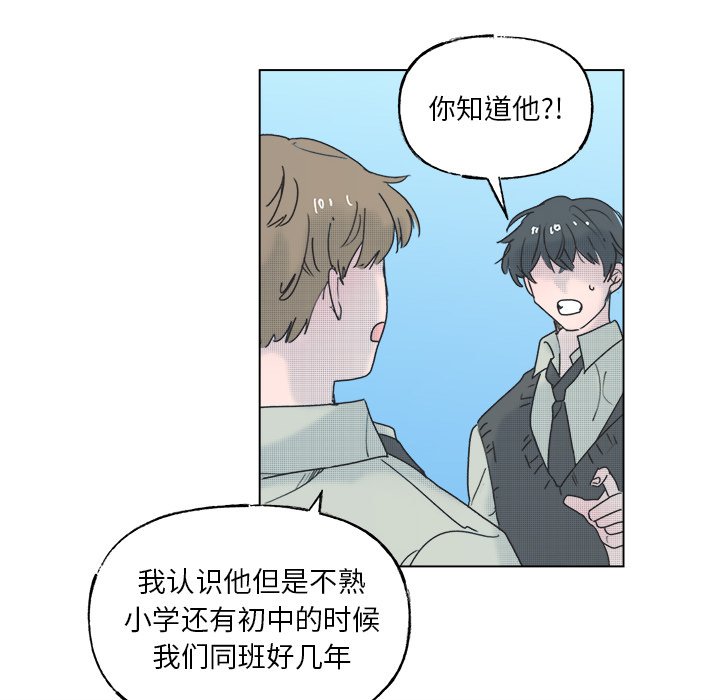 你知道他?!
我认识他但是不熟
小学还有初中的时候
我们同班好几年